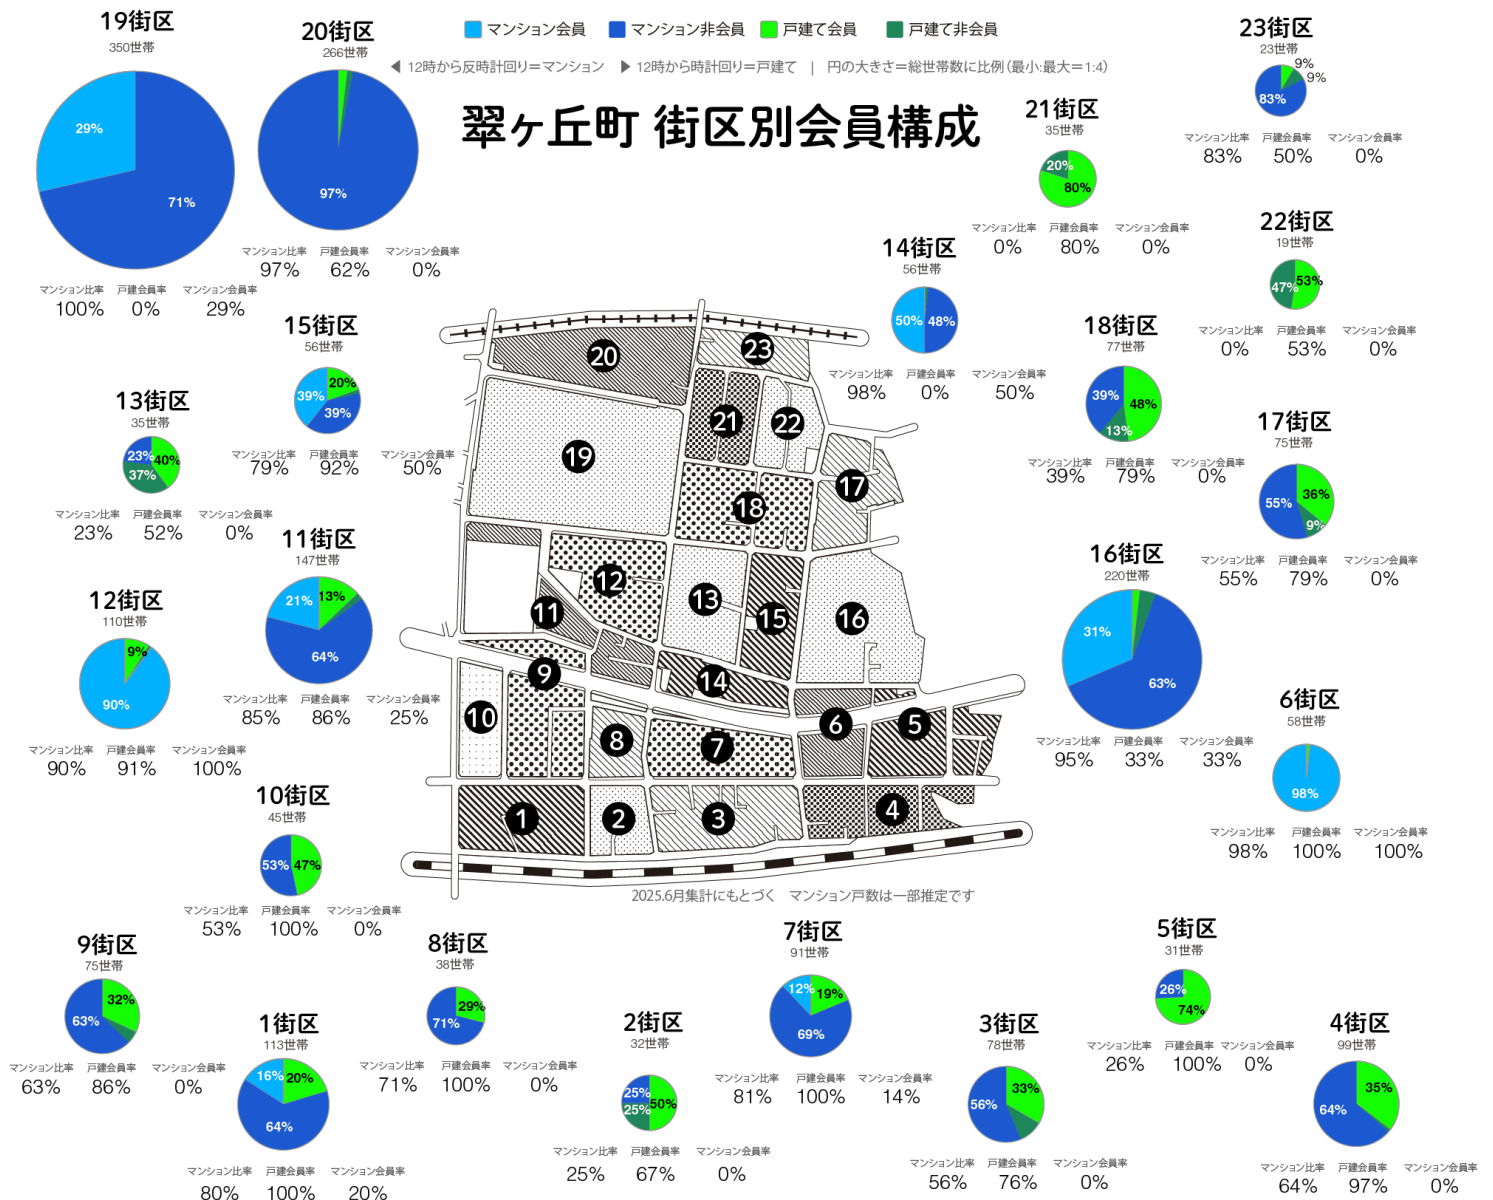 マンション会員 マンション非会員 戸建て会員 戸建て非会員
◀ 12時から反時計回り＝マンション ▶ 12時から時計回り＝戸建て | 円の大きさ＝総世帯数に比例（最小:最大＝1:4）
翠ヶ丘町 街区別会員構成
19街区
350世帯
29%
71%
マンション比率 戸建会員率 マンション会員率
100% 0% 29%
20街区
266世帯
97%
マンション比率 戸建会員率 マンション会員率
97% 62% 0%
23街区
23世帯
9%
9%
83%
マンション比率 戸建会員率 マンション会員率
83% 50% 0%
21街区
35世帯
20%
80%
マンション比率 戸建会員率 マンション会員率
0% 80% 0%
22街区
19世帯
47% 53%
マンション比率 戸建会員率 マンション会員率
0% 53% 0%
14街区
56世帯
50% 48%
マンション比率 戸建会員率 マンション会員率
98% 0% 50%
15街区
56世帯
20%
39%
39%
マンション比率 戸建会員率 マンション会員率
79% 92% 50%
18街区
77世帯
39% 48%
13%
マンション比率 戸建会員率 マンション会員率
39% 79% 0%
13街区
35世帯
23% 40%
37%
マンション比率 戸建会員率 マンション会員率
23% 52% 0%
17街区
75世帯
55% 36%
9%
マンション比率 戸建会員率 マンション会員率
55% 79% 0%
11街区
147世帯
21% 13%
64%
マンション比率 戸建会員率 マンション会員率
85% 86% 25%
16街区
220世帯
31%
63%
マンション比率 戸建会員率 マンション会員率
95% 33% 33%
12街区
110世帯
9%
90%
マンション比率 戸建会員率 マンション会員率
90% 91% 100%
6街区
58世帯
98%
マンション比率 戸建会員率 マンション会員率
98% 100% 100%
10街区
45世帯
53% 47%
マンション比率 戸建会員率 マンション会員率
53% 100% 0%
20
23
21
22
19
17
18
12
13
11
15
16
9
14
10
6
5
8
7
1
2
3
4
2025.6月集計にもとづく マンション戸数は一部推定です
9街区
75世帯
32%
63%
マンション比率 戸建会員率 マンション会員率
63% 86% 0%
1街区
113世帯
16% 20%
64%
マンション比率 戸建会員率 マンション会員率
80% 100% 20%
8街区
38世帯
29%
71%
マンション比率 戸建会員率 マンション会員率
71% 100% 0%
2街区
32世帯
25%
25% 50%
マンション比率 戸建会員率 マンション会員率
25% 67% 0%
7街区
91世帯
12% 19%
69%
マンション比率 戸建会員率 マンション会員率
81% 100% 14%
3街区
78世帯
33%
56%
マンション比率 戸建会員率 マンション会員率
56% 76% 0%
5街区
31世帯
26%
74%
マンション比率 戸建会員率 マンション会員率
26% 100% 0%
4街区
99世帯
35%
64%
マンション比率 戸建会員率 マンション会員率
64% 97% 0%